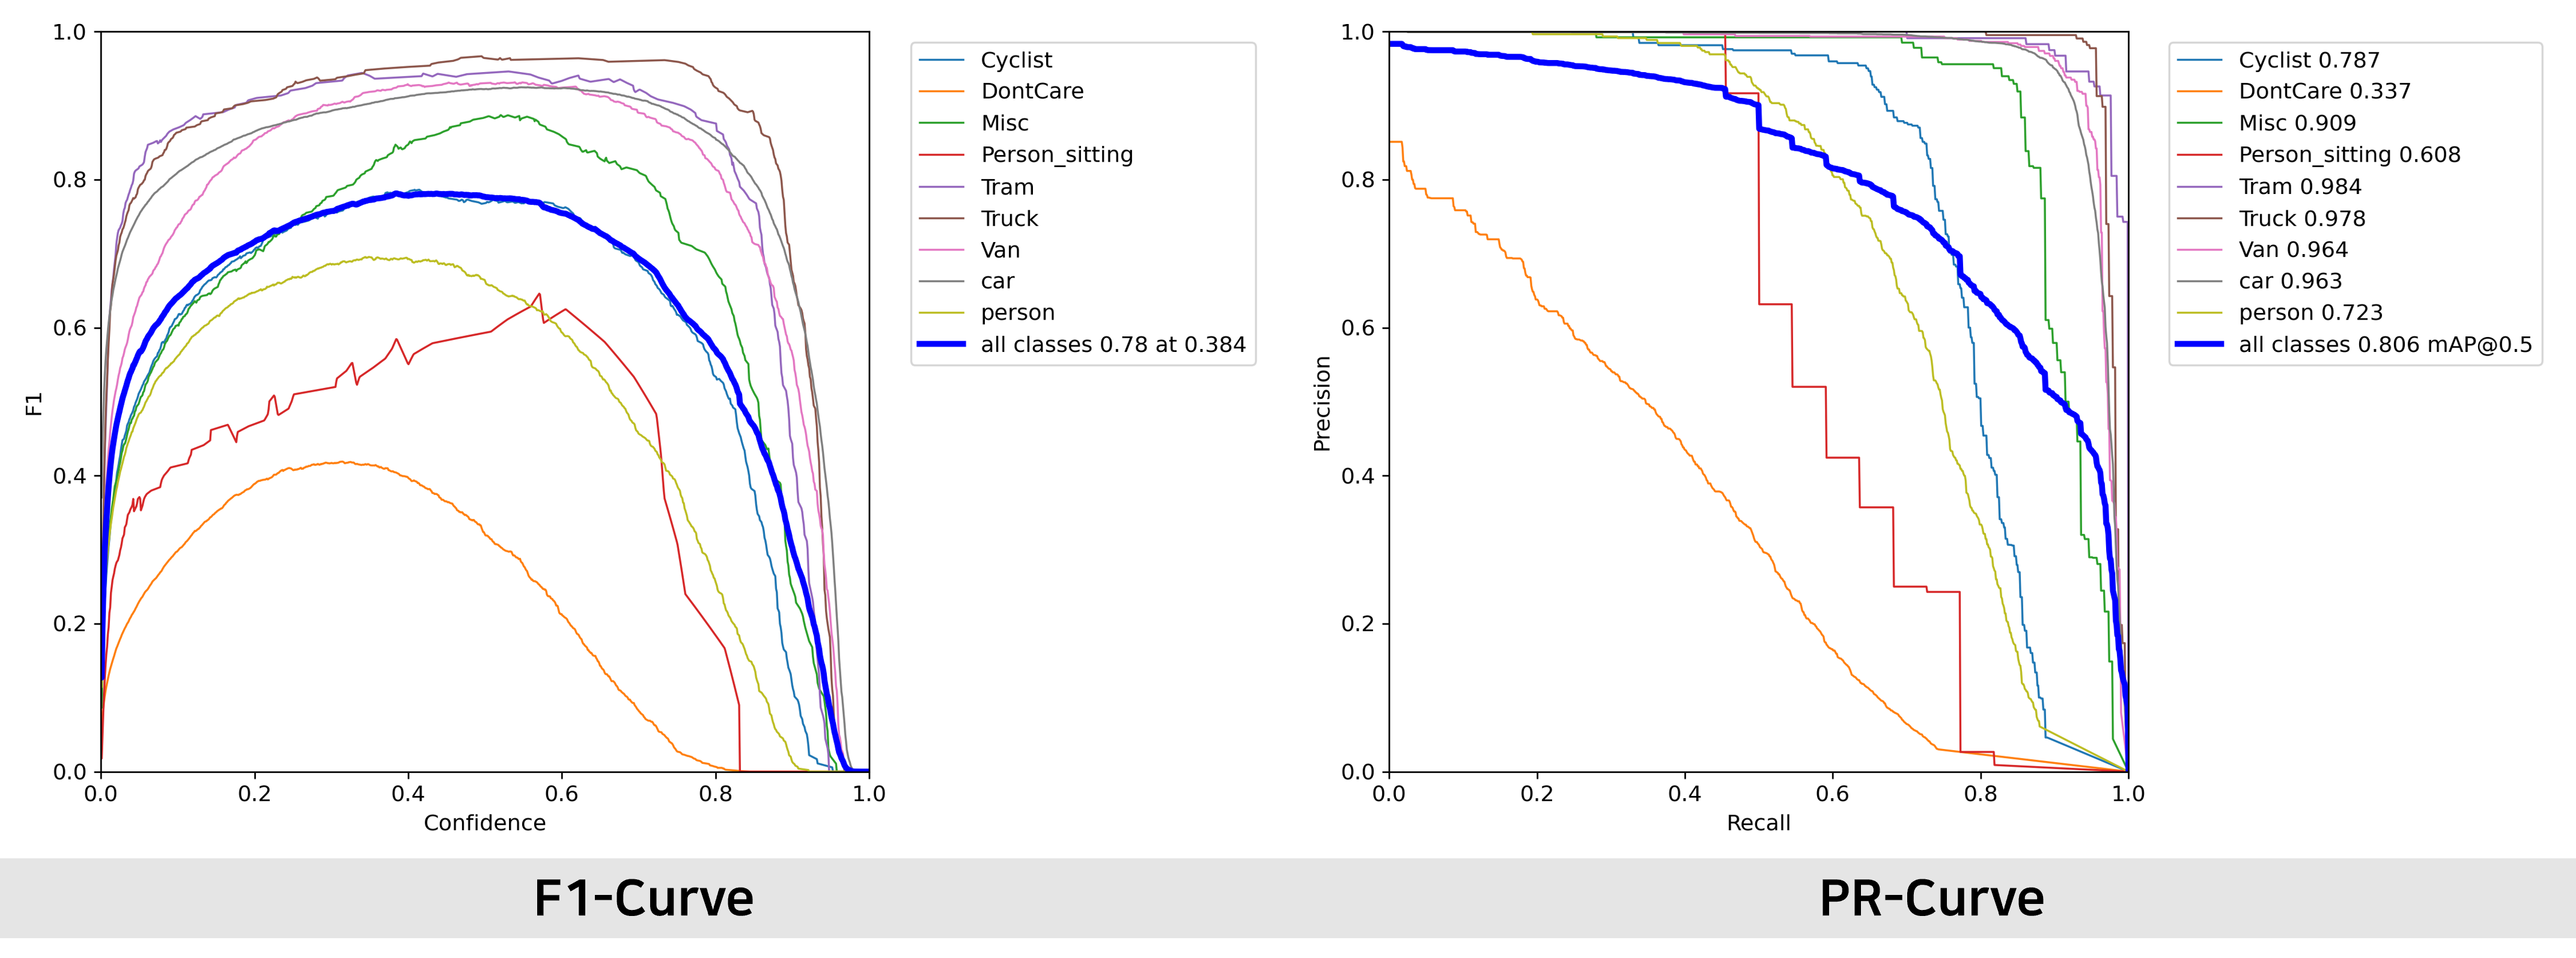 1.0
0.8
0.6
0.4
0.2
0.0
F1
0.0 0.2 0.4 0.6 0.8 1.0
Confidence
Cyclist
DontCare
Misc
Person_sitting
Tram
Truck
Van
car
person
all classes 0.78 at 0.384
F1-Curve
1.0
0.8
0.6
0.4
0.2
0.0
Precision
0.0 0.2 0.4 0.6 0.8 1.0
Recall
Cyclist 0.787
DontCare 0.337
Misc 0.909
Person_sitting 0.608
Tram 0.984
Truck 0.978
Van 0.964
car 0.963
person 0.723
all classes 0.806 mAP@0.5
PR-Curve